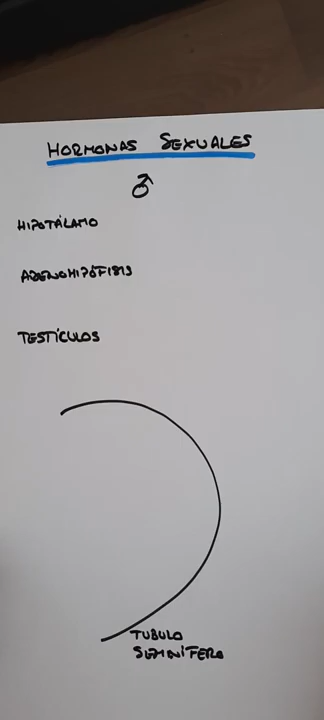 HORMONAS SEXUALES
♂
HIPOTÁLAMO
ADENOHIPÓFISIS
TESTÍCULOS
TUBULO
SEMINÍFERO